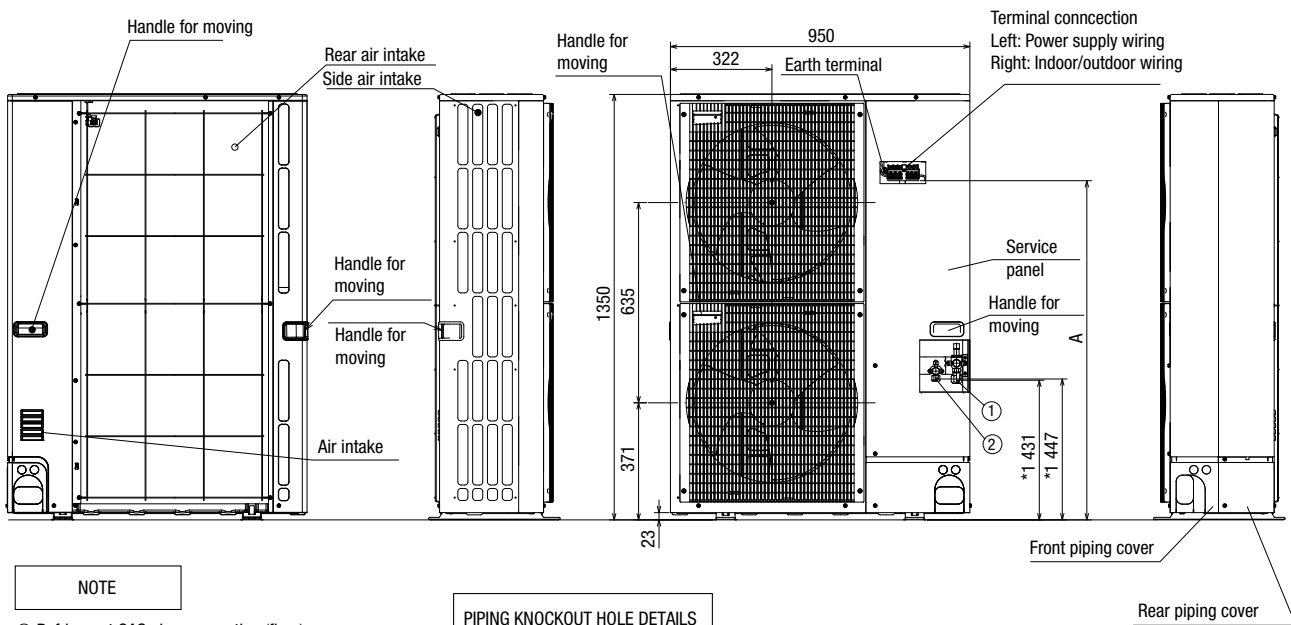 Handle for moving
Rear air intake
Side air intake
Handle for
moving
950
322
Earth terminal
Terminal conncection
Left: Power supply wiring
Right: Indoor/outdoor wiring
Handle for
moving
Handle for
moving
Air intake
1350
635
371
23
Service
panel
Handle for
moving
A
①
②
*1 431
*1 447
Front piping cover
Rear piping cover
NOTE
PIPING KNOCKOUT HOLE DETAILS